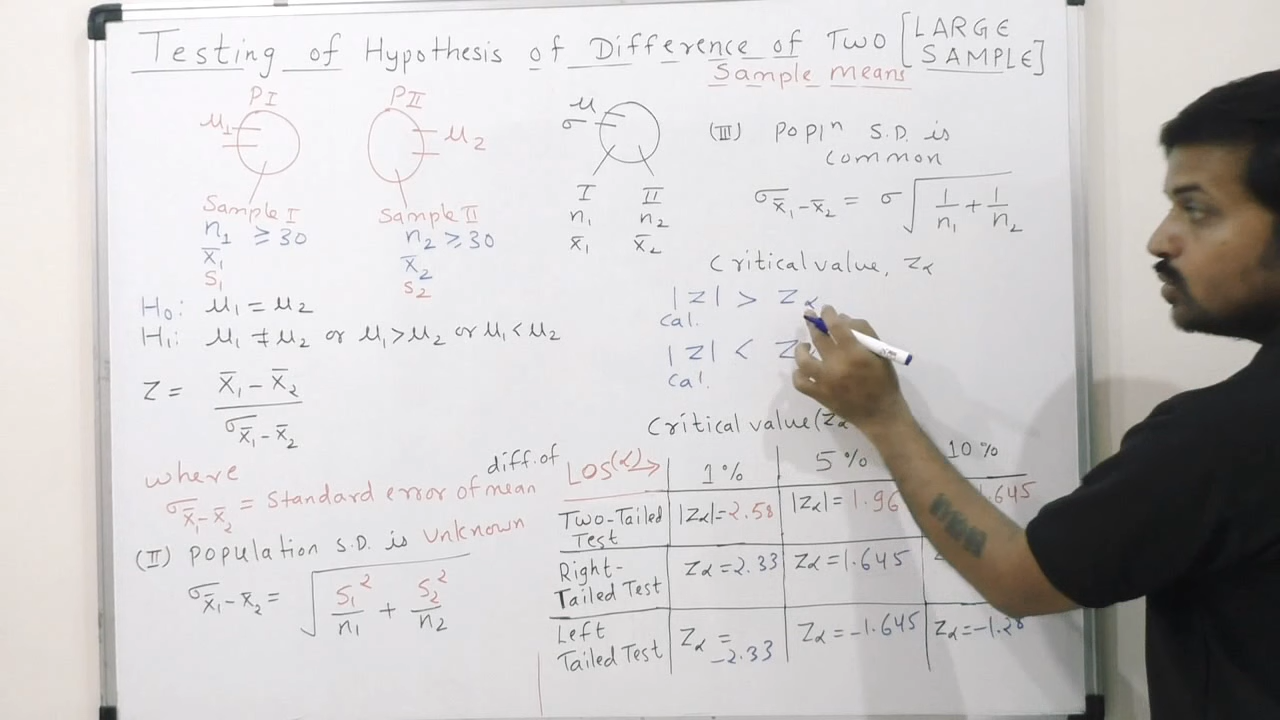 Testing of Hypothesis of Difference of Two [LARGE SAMPLE]
Sample means
P I
P II
μ₁
μ₂
μ
σ
Sample I
n₁ ≥ 30
x̄₁
s₁
Sample II
n₂ ≥ 30
x̄₂
s₂
I
n₁
x̄₁
II
n₂
x̄₂
(III) Poplⁿ S.D. is
common
σx̄₁-x̄₂ = σ √(1/n₁ + 1/n₂)
H₀: μ₁ = μ₂
H₁: μ₁ ≠ μ₂ or μ₁ > μ₂ or μ₁ < μ₂
Z = (x̄₁ - x̄₂) / σx̄₁-x̄₂
where
σx̄₁-x̄₂ = Standard error of diff. of mean
(II) Population S.D. is unknown
σx̄₁-x̄₂ = √(S₁²/n₁ + S₂²/n₂)
Critical value, Zα
|Z| > Zα
cal.
|Z| < Z
cal.
Critical value (Zα
LOS(α)→ 1% 5% 10%
Two-Tailed Test |Zα|=2.58 |Zα|=1.96 1.645
Right-Tailed Test Zα=2.33 Zα=1.645
Left Tailed Test Zα = -2.33 Zα=-1.645 Zα=-1.28